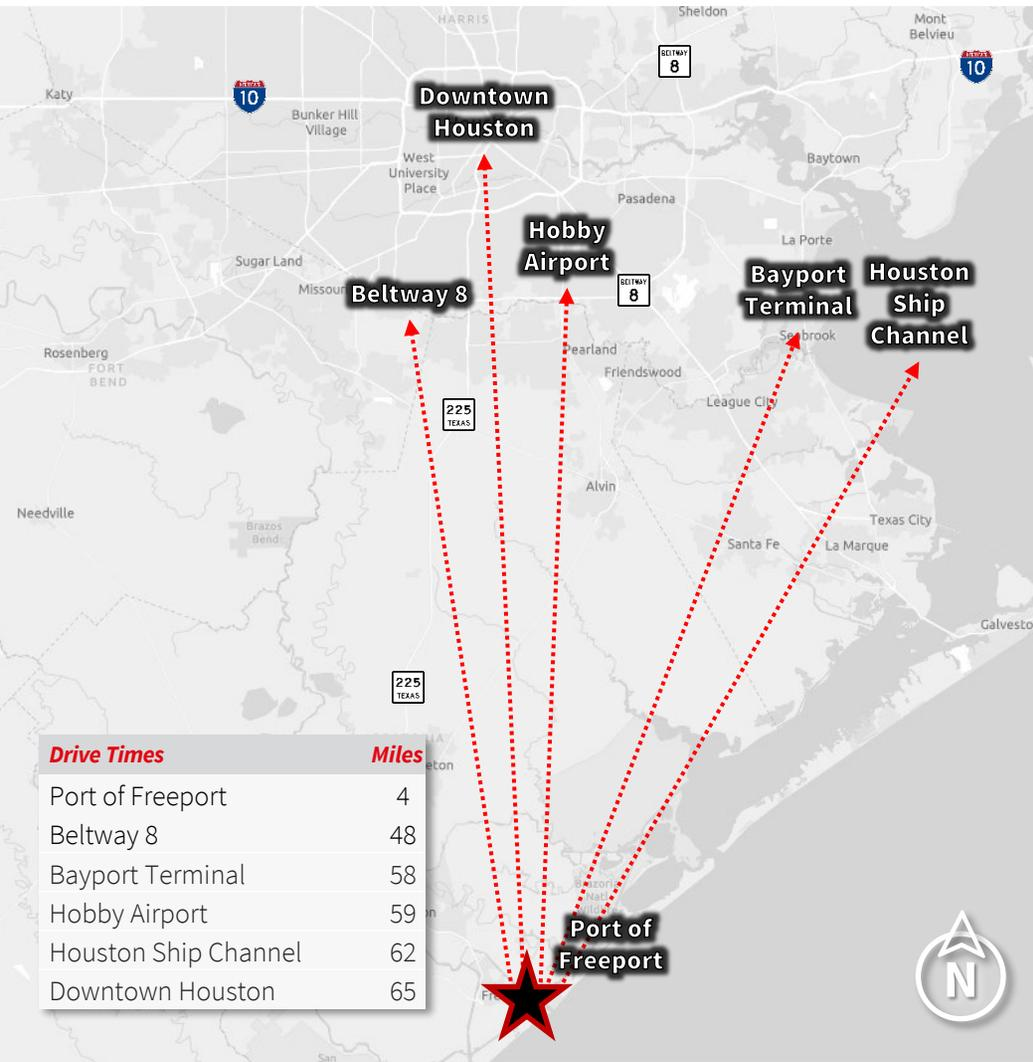 HARRIS
Sheldon
Mont
Belvieu
BELTWAY
8
10
Katy
10
Downtown
Houston
Bunker Hill
Village
West
University
Place
Baytown
Pasadena
Hobby
Airport
La Porte
Sugar Land
Bayport
Terminal
Houston
Ship
Channel
Missou
Beltway 8
BELTWAY
8
Seabrook
Rosenberg
FORT
BEND
Pearland
Friendswood
League City
225
TEXAS
Alvin
Needville
Brazos
Bend
Texas City
Santa Fe
La Marque
Galvesto
225
TEXAS
Drive Times Miles
eton
Port of Freeport 4
Beltway 8 48
Bayport Terminal 58
Hobby Airport 59
Houston Ship Channel 62
Downtown Houston 65
Brazoria
Port of
Freeport
N
San